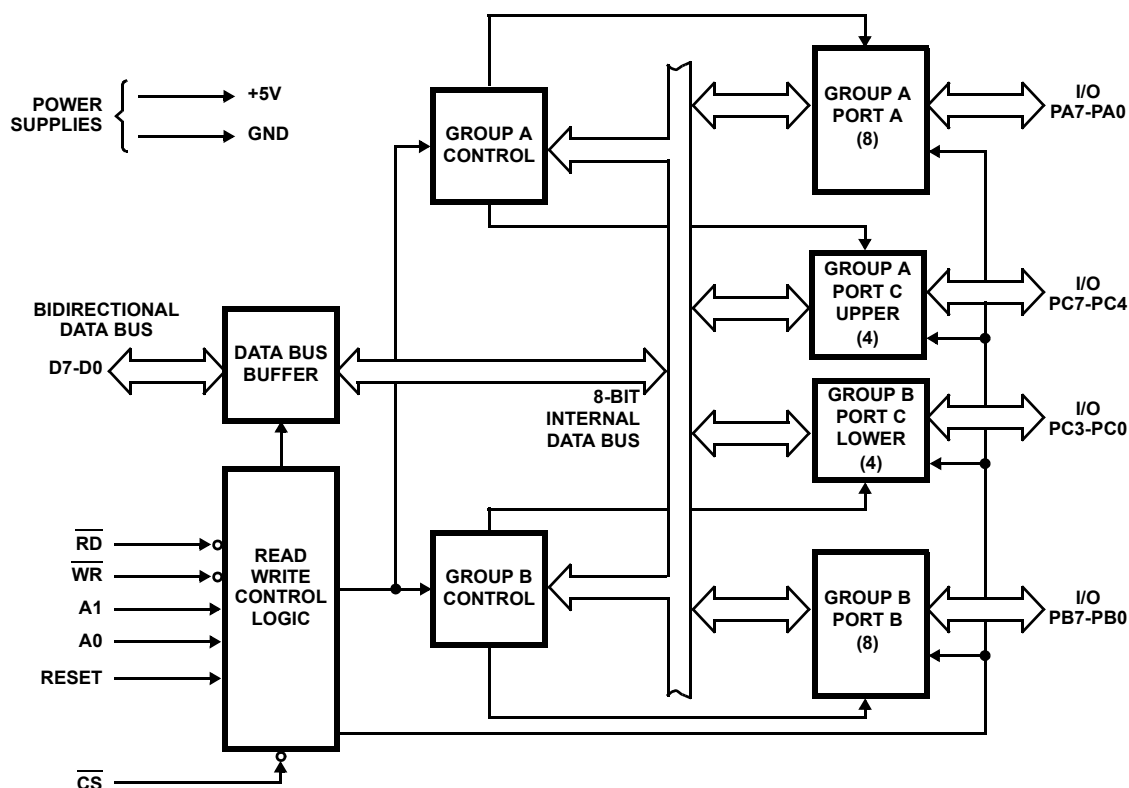 POWER
SUPPLIES
+5V
GND
GROUP A
CONTROL
GROUP A
PORT A
(8)
I/O
PA7-PA0
GROUP A
PORT C
UPPER
(4)
I/O
PC7-PC4
BIDIRECTIONAL
DATA BUS
D7-D0
DATA BUS
BUFFER
8-BIT
INTERNAL
DATA BUS
GROUP B
PORT C
LOWER
(4)
I/O
PC3-PC0
RD
WR
A1
A0
RESET
CS
READ
WRITE
CONTROL
LOGIC
GROUP B
CONTROL
GROUP B
PORT B
(8)
I/O
PB7-PB0